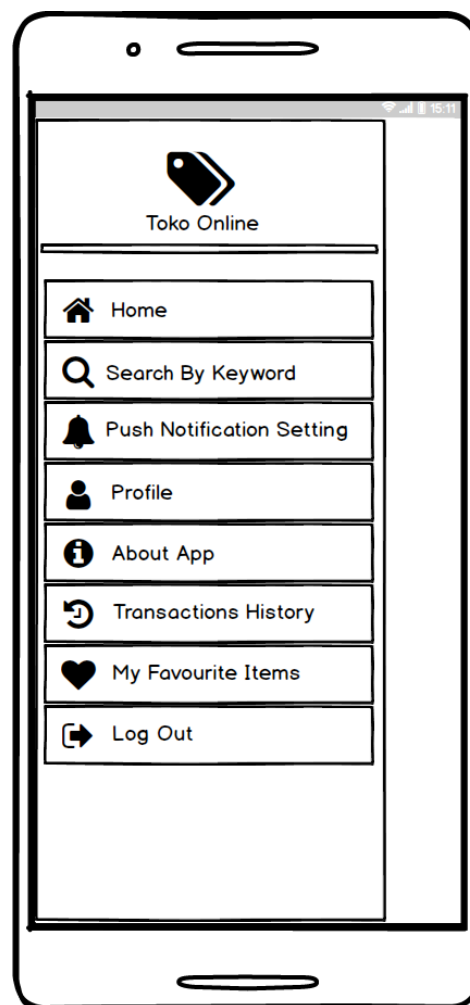 15:11
Toko Online
Home
Search By Keyword
Push Notification Setting
Profile
About App
Transactions History
My Favourite Items
Log Out